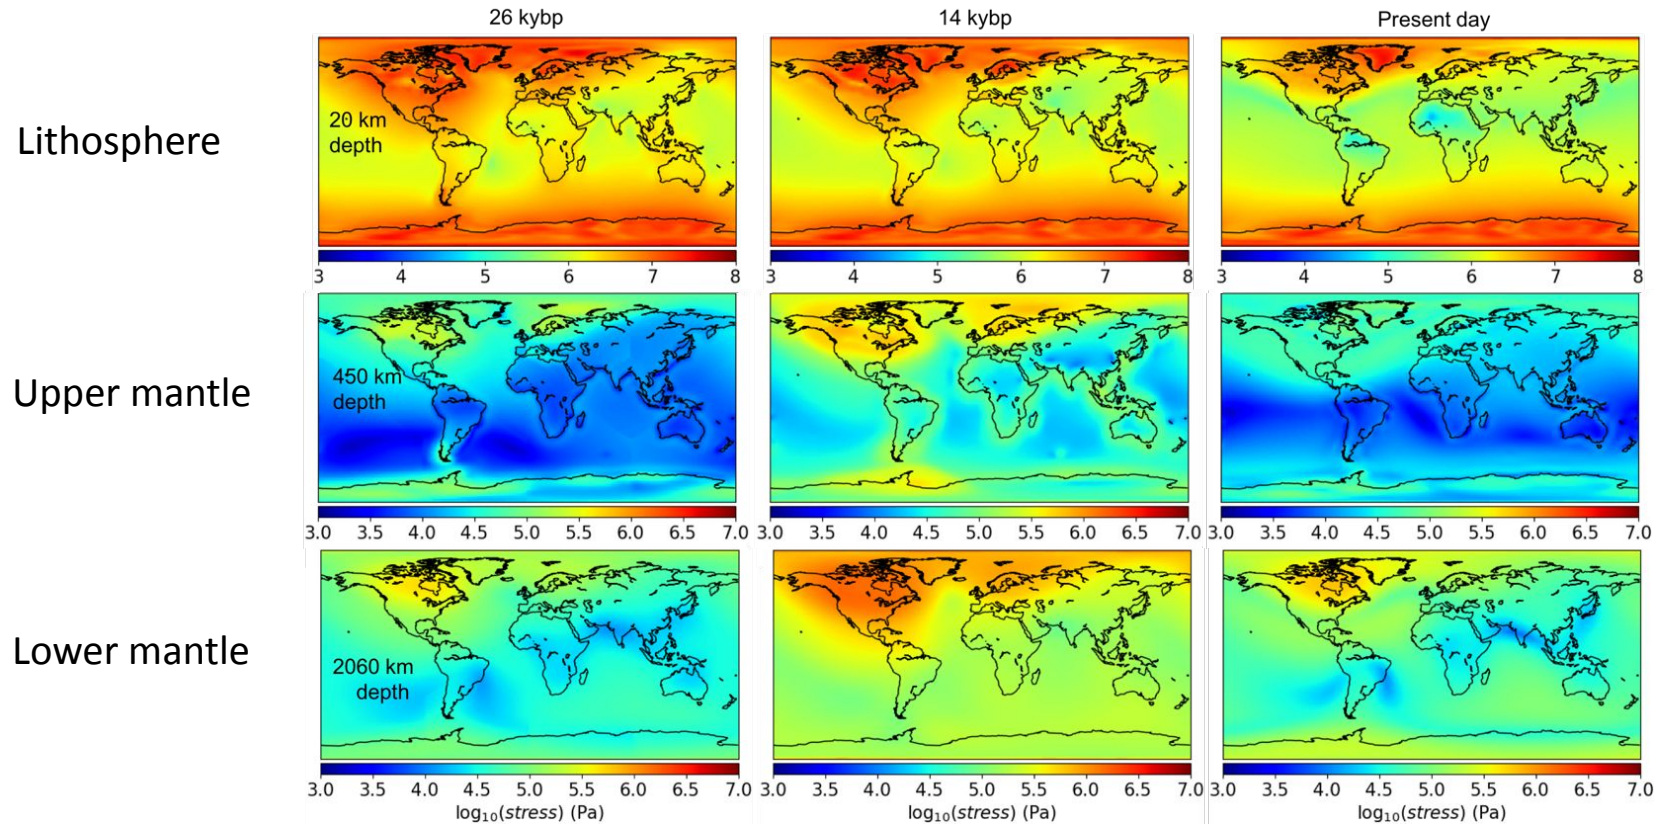 26 kybp 14 kybp Present day
Lithosphere
20 km
depth
3 4 5 6 7 8 3 4 5 6 7 8 3 4 5 6 7 8
Upper mantle
450 km
depth
3.0 3.5 4.0 4.5 5.0 5.5 6.0 6.5 7.0 3.0 3.5 4.0 4.5 5.0 5.5 6.0 6.5 7.0 3.0 3.5 4.0 4.5 5.0 5.5 6.0 6.5 7.0
Lower mantle
2060 km
depth
3.0 3.5 4.0 4.5 5.0 5.5 6.0 6.5 7.0 3.0 3.5 4.0 4.5 5.0 5.5 6.0 6.5 7.0 3.0 3.5 4.0 4.5 5.0 5.5 6.0 6.5 7.0
log₁₀(stress) (Pa) log₁₀(stress) (Pa) log₁₀(stress) (Pa)